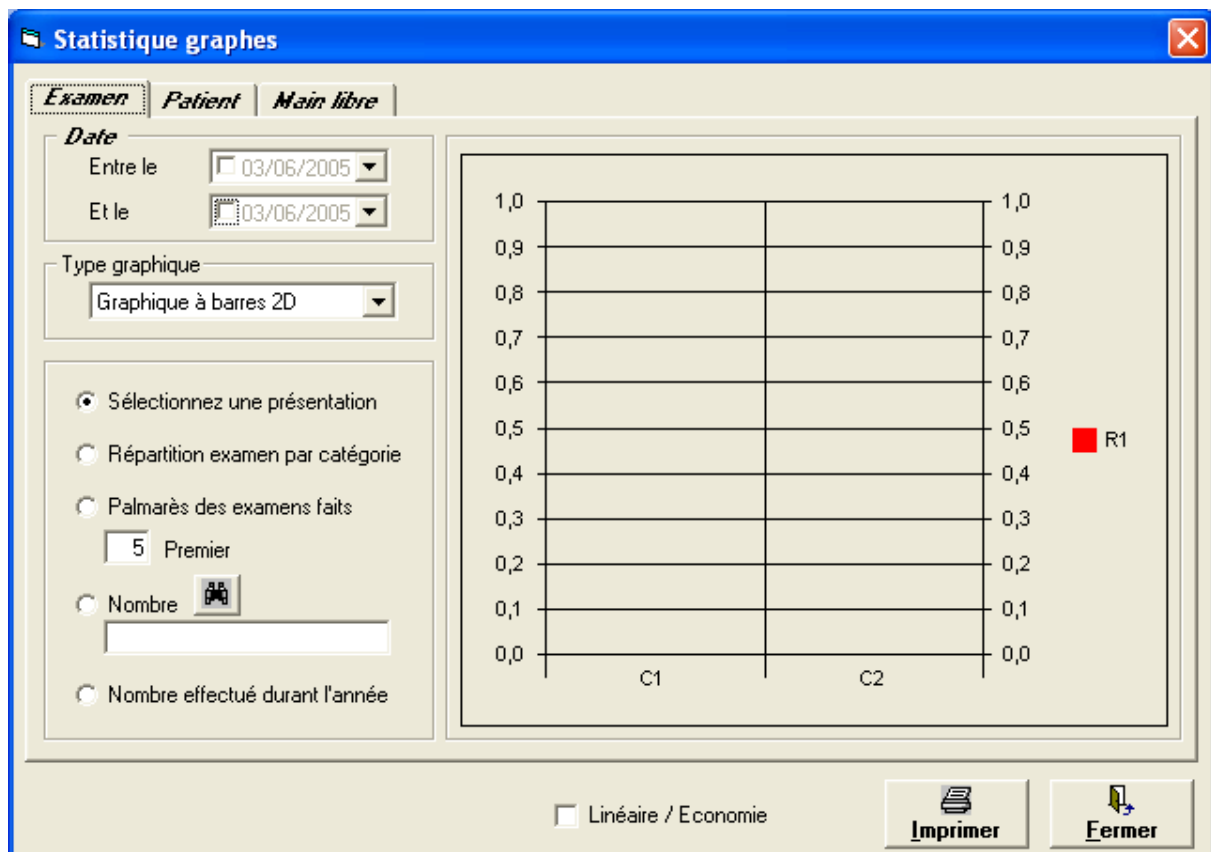 Statistique graphes
Examen Patient Main libre
Date
Entre le 03/06/2005
Et le 03/06/2005
Type graphique
Graphique à barres 2D
Sélectionnez une présentation
Répartition examen par catégorie
Palmarès des examens faits
5 Premier
Nombre
Nombre effectué durant l'année
1,0 1,0
0,9 0,9
0,8 0,8
0,7 0,7
0,6 0,6
0,5 0,5
R1
0,4 0,4
0,3 0,3
0,2 0,2
0,1 0,1
0,0 0,0
C1 C2
Linéaire / Economie
Imprimer
Fermer